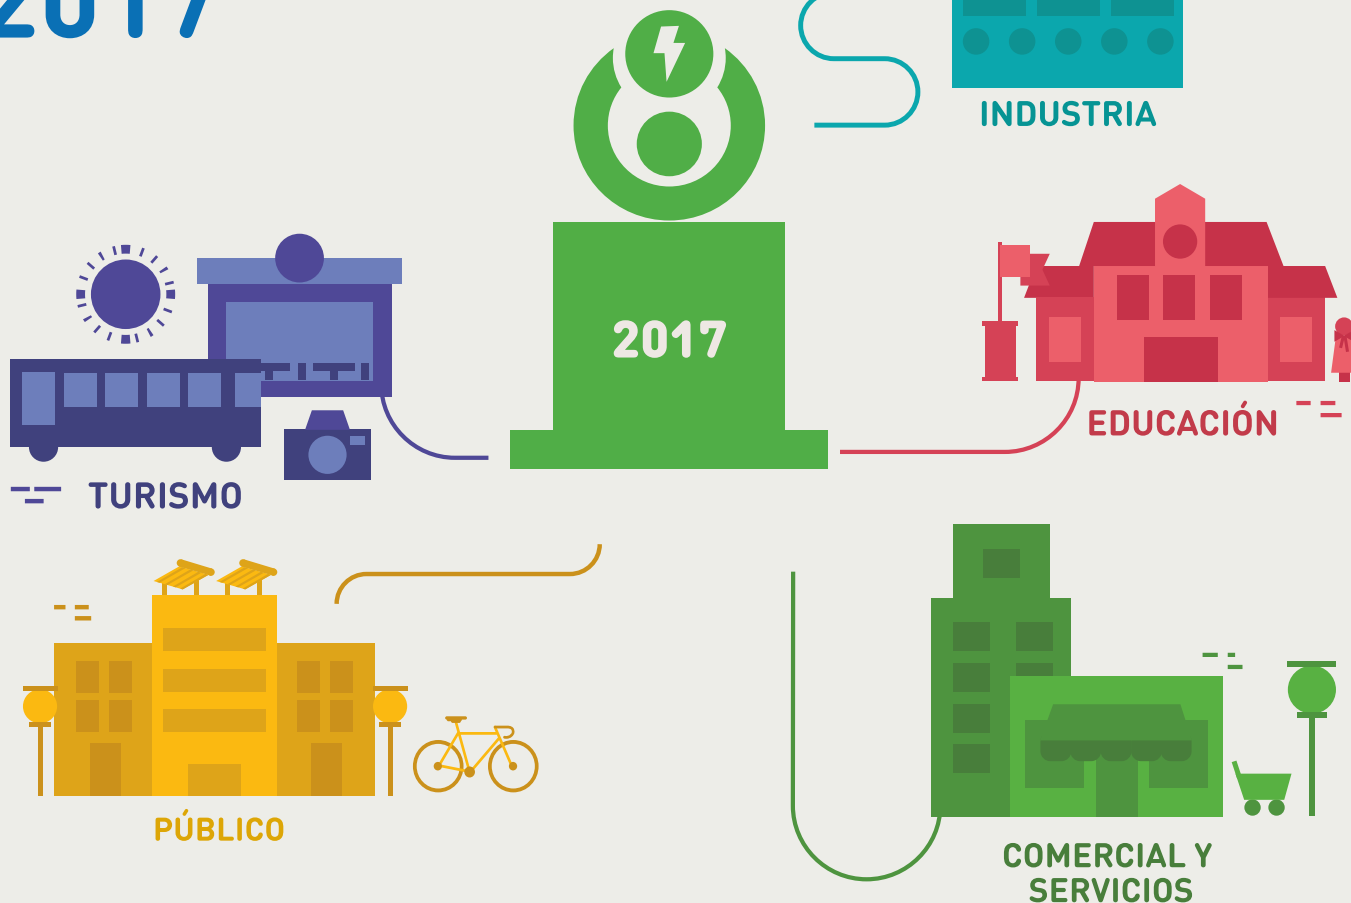 2017
INDUSTRIA
2017
EDUCACIÓN
TURISMO
PÚBLICO
COMERCIAL Y
SERVICIOS